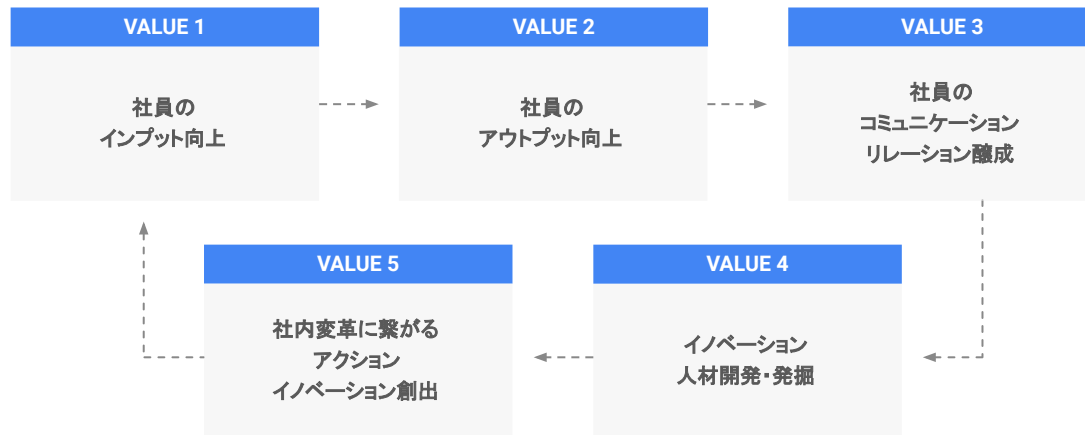 VALUE 1
社員の
インプット向上
VALUE 2
社員の
アウトプット向上
VALUE 3
社員の
コミュニケーション
リレーション醸成
VALUE 4
イノベーション
人材開発・発掘
VALUE 5
社内変革に繋がる
アクション
イノベーション創出